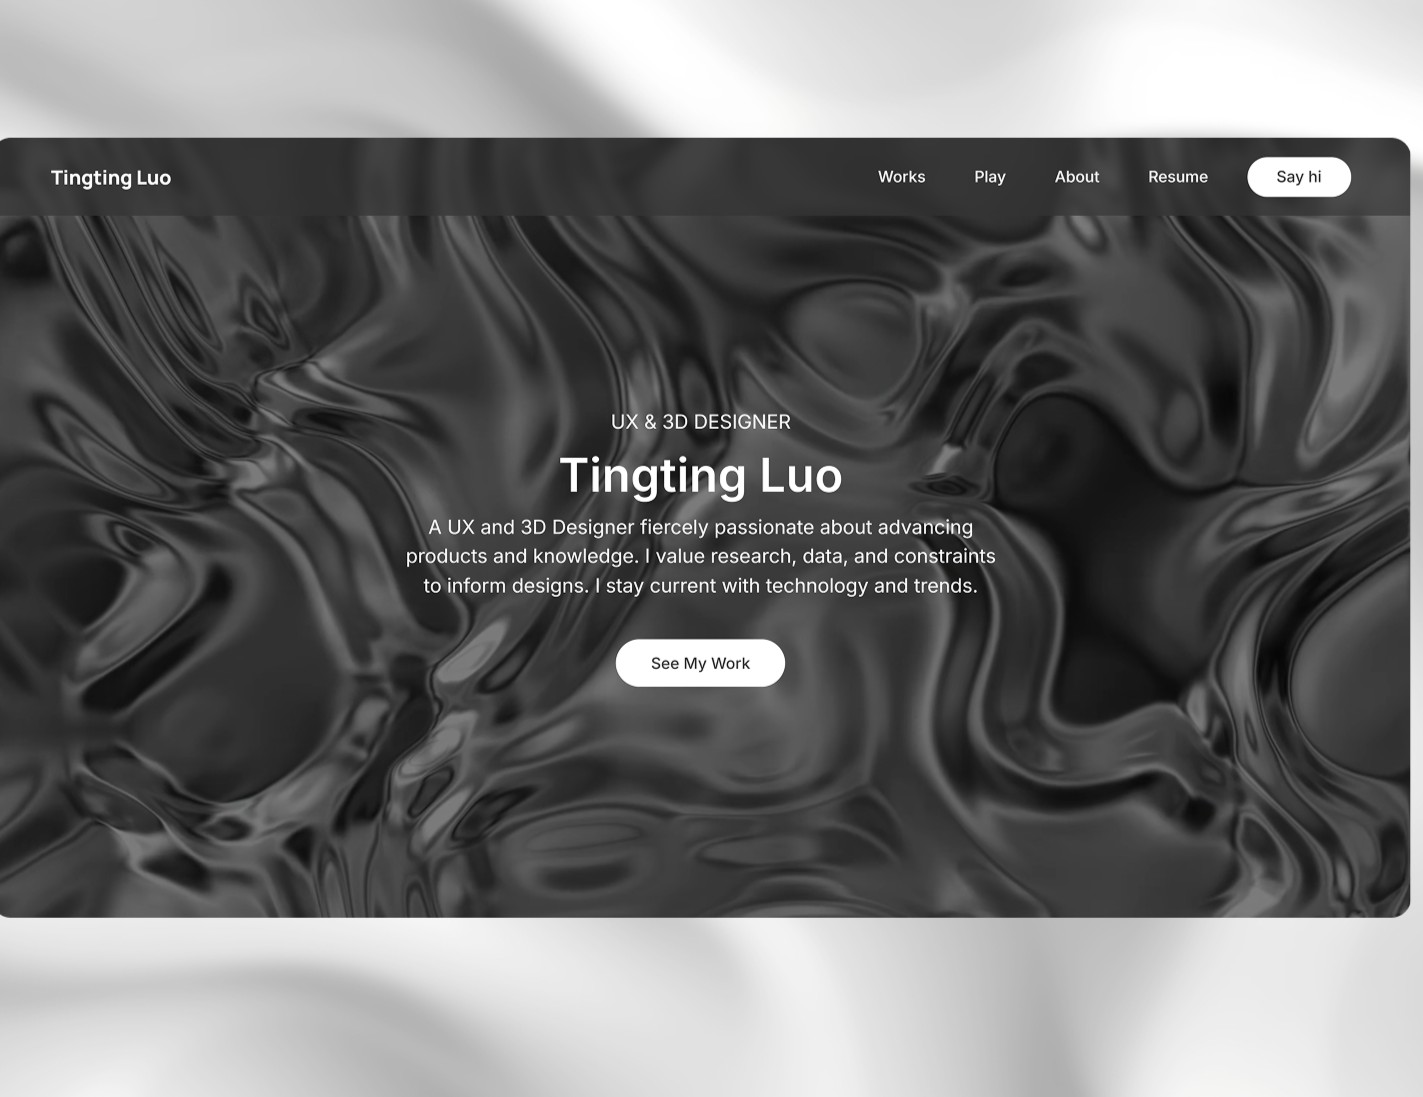 Tingting Luo
Works
Play
About
Resume
Say hi
UX & 3D DESIGNER
Tingting Luo
A UX and 3D Designer fiercely passionate about advancing
products and knowledge. I value research, data, and constraints
to inform designs. I stay current with technology and trends.
See My Work